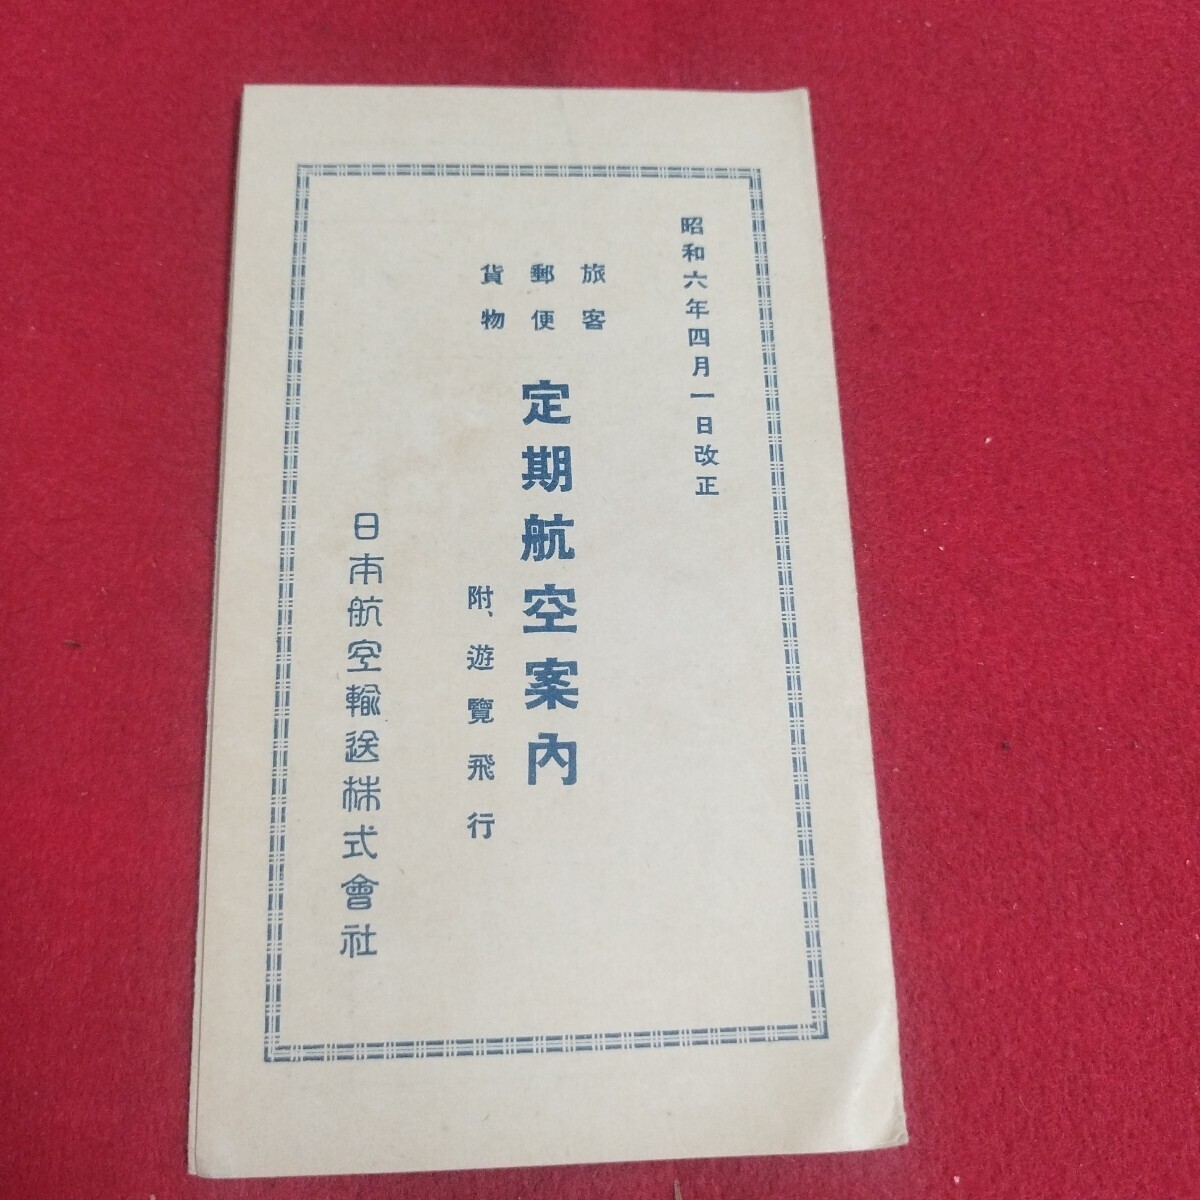 昭和六年四月一日改正
旅客
郵便
貨物
定期航空案内
附、遊覽飛行
日本航空輸送株式會社